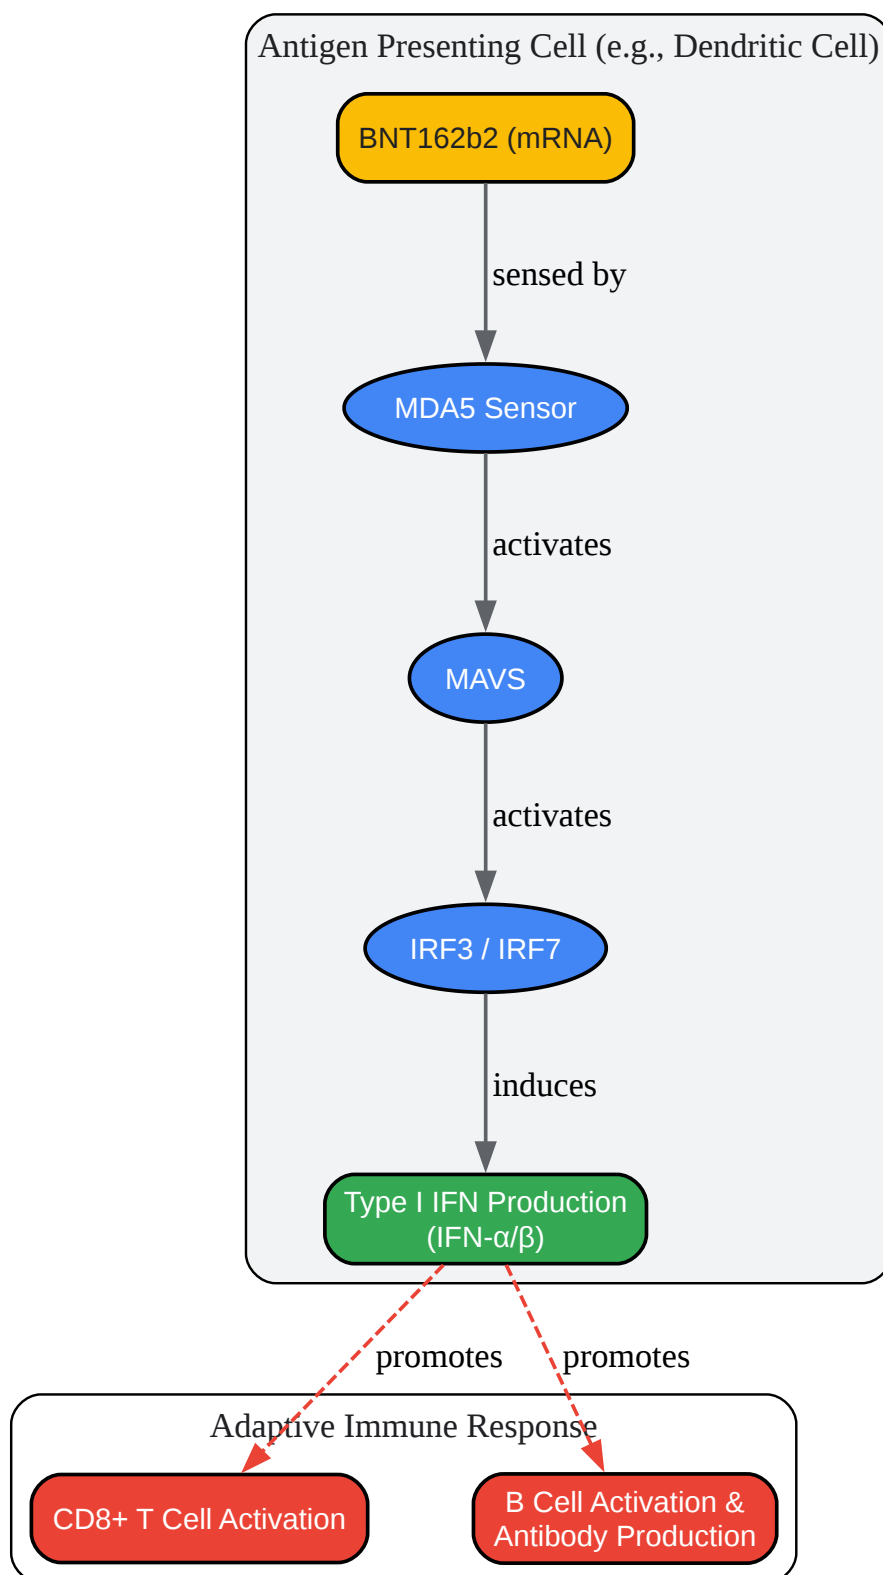 Antigen Presenting Cell (e.g., Dendritic Cell)
BNT162b2 (mRNA)
sensed by
MDA5 Sensor
activates
MAVS
activates
IRF3 / IRF7
induces
Type I IFN Production
(IFN-α/β)
promotes
promotes
Adaptive Immune Response
CD8+ T Cell Activation
B Cell Activation &
Antibody Production